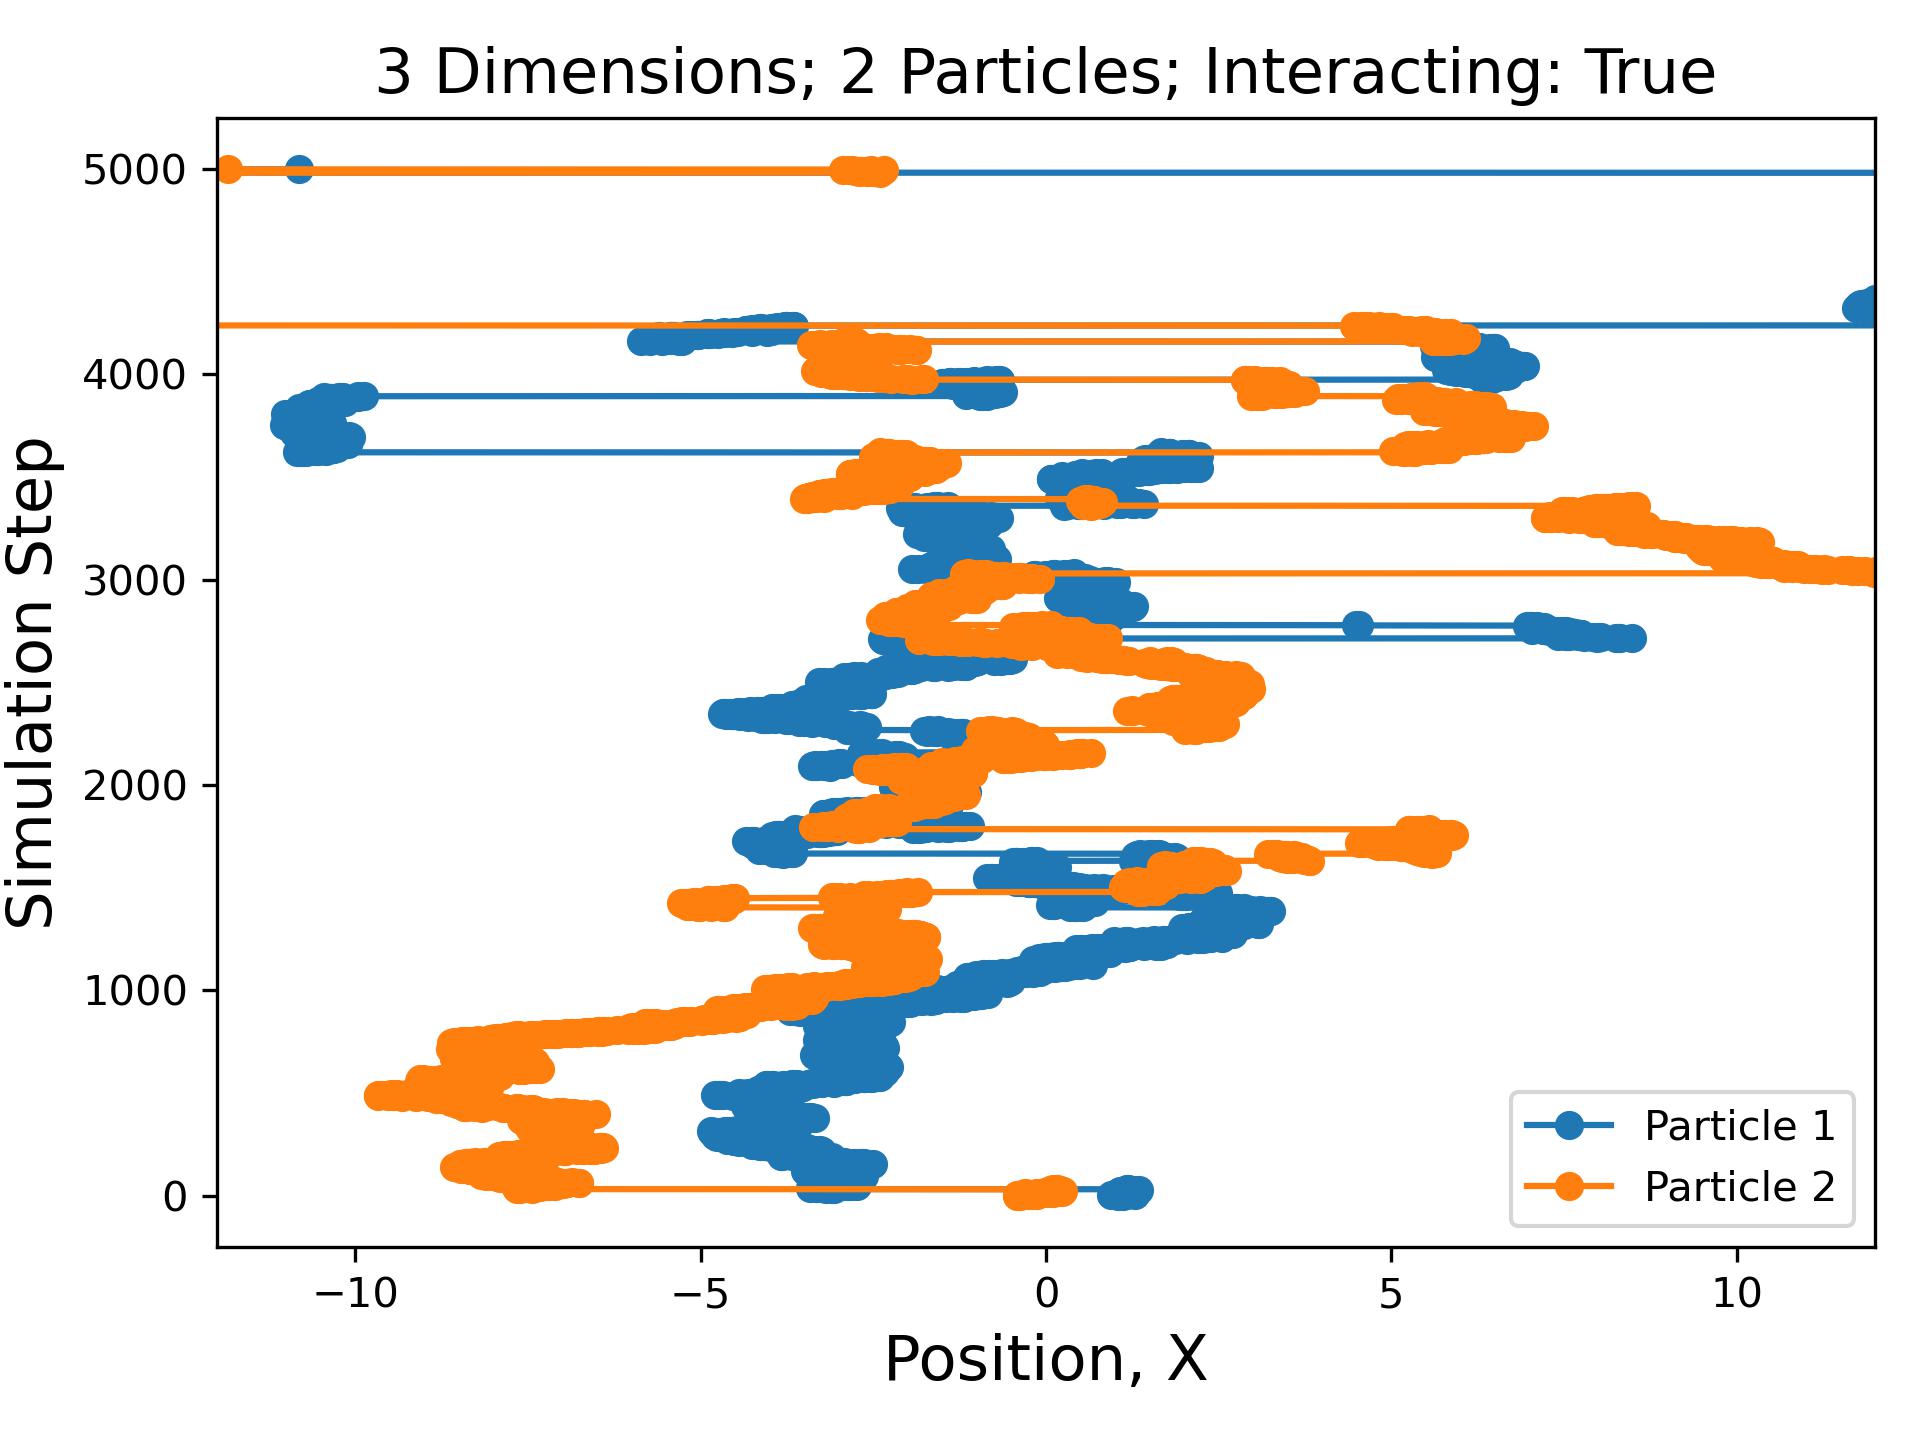 3 Dimensions; 2 Particles; Interacting: True
Simulation Step
5000
4000
3000
2000
1000
0
−10
−5
0
5
10
Position, X
Particle 1
Particle 2